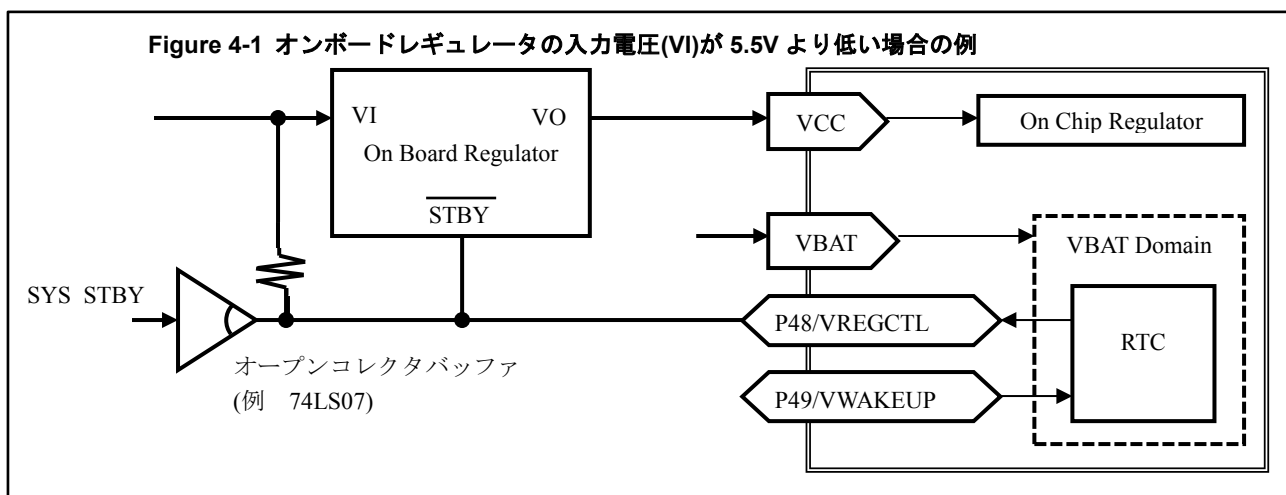 Figure 4-1 オンボードレギュレータの入力電圧(VI)が 5.5V より低い場合の例
VI
VO
On Board Regulator
STBY
VCC
On Chip Regulator
VBAT
VBAT Domain
SYS STBY
P48/VREGCTL
RTC
オープンコレクタバッファ
(例 74LS07)
P49/VWAKEUP